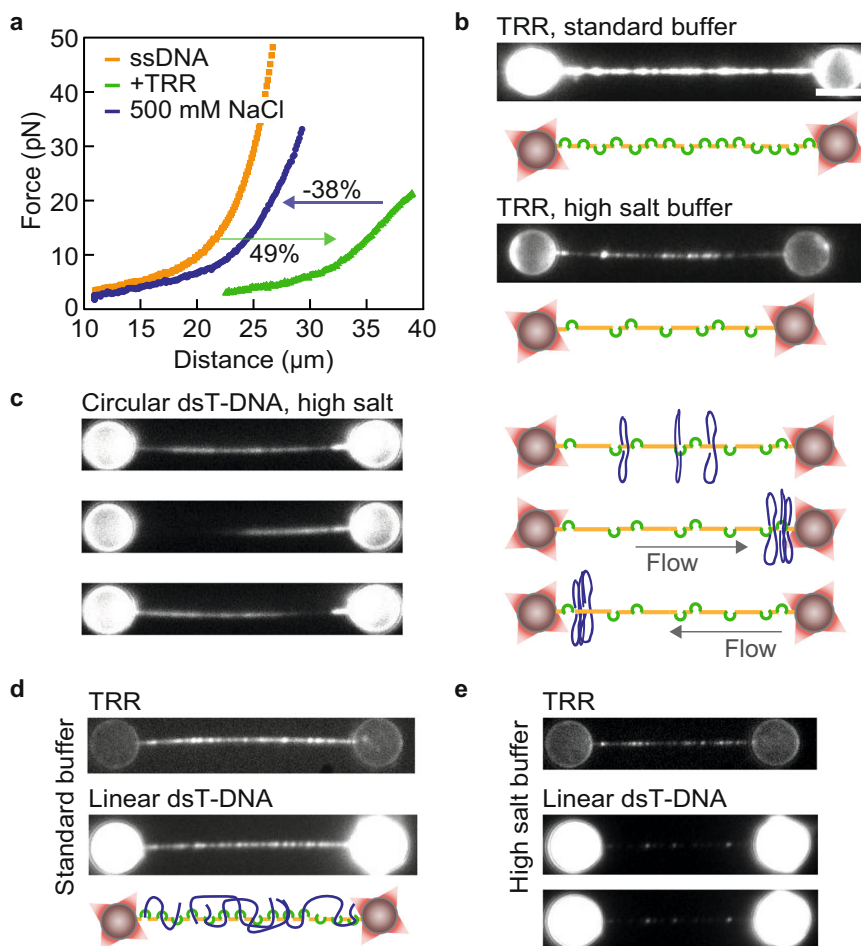 a
50
40
30
20
10
0
Force (pN)
ssDNA
+TRR
500 mM NaCl
-38%
49%
10 15 20 25 30 35 40
Distance (µm)
b
TRR, standard buffer
TRR, high salt buffer
c
Circular dsT-DNA, high salt
Flow
Flow
d
Standard buffer
TRR
Linear dsT-DNA
e
High salt buffer
TRR
Linear dsT-DNA